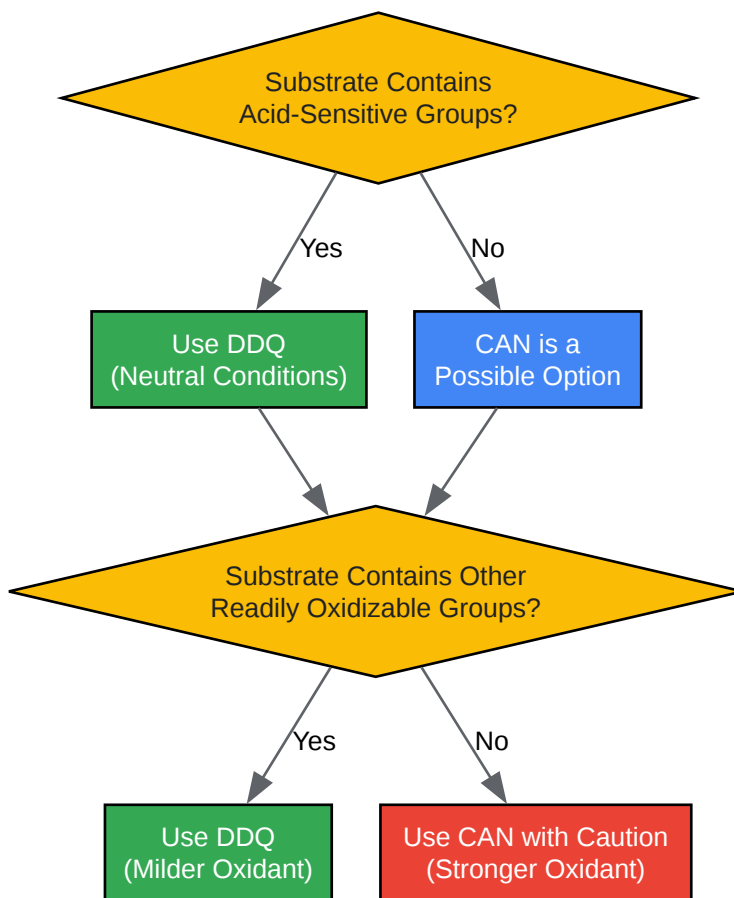 Substrate Contains
Acid-Sensitive Groups?
Yes
No
Use DDQ
(Neutral Conditions)
CAN is a
Possible Option
Substrate Contains Other
Readily Oxidizable Groups?
Yes
No
Use DDQ
(Milder Oxidant)
Use CAN with Caution
(Stronger Oxidant)